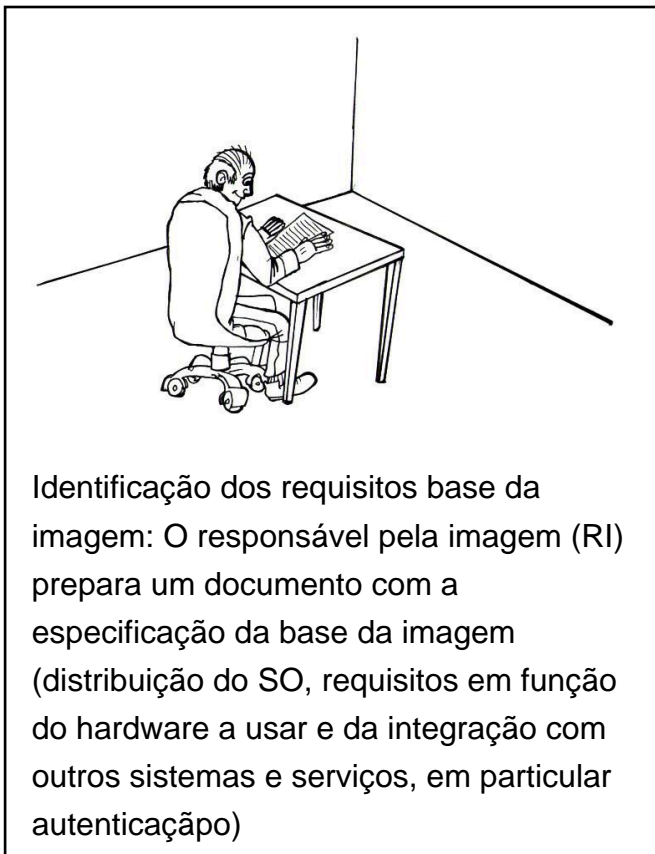 Identificação dos requisitos base da
imagem: O responsável pela imagem (RI)
prepara um documento com a
especificação da base da imagem
(distribuição do SO, requisitos em função
do hardware a usar e da integração com
outros sistemas e serviços, em particular
autenticaçãpo)